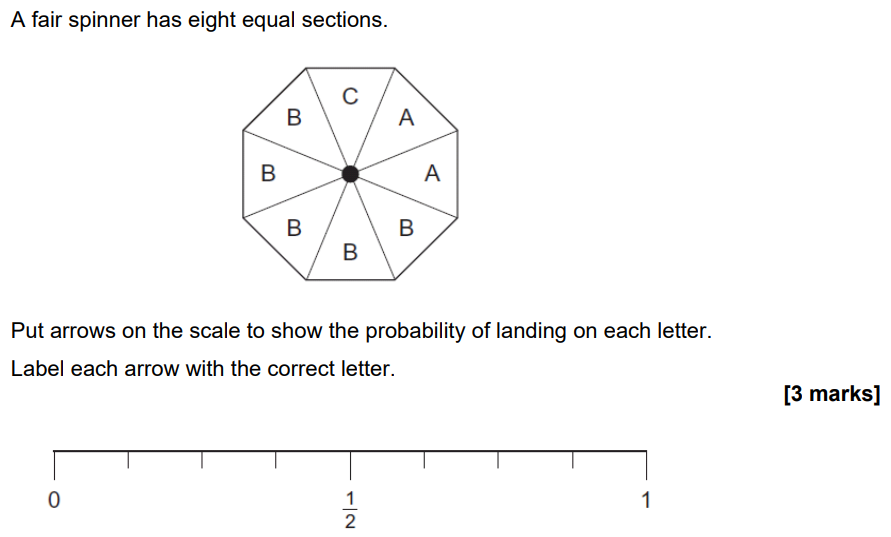 A fair spinner has eight equal sections.
C
B A
B A
B B
B
Put arrows on the scale to show the probability of landing on each letter.
Label each arrow with the correct letter.
[3 marks]
0 1/2 1